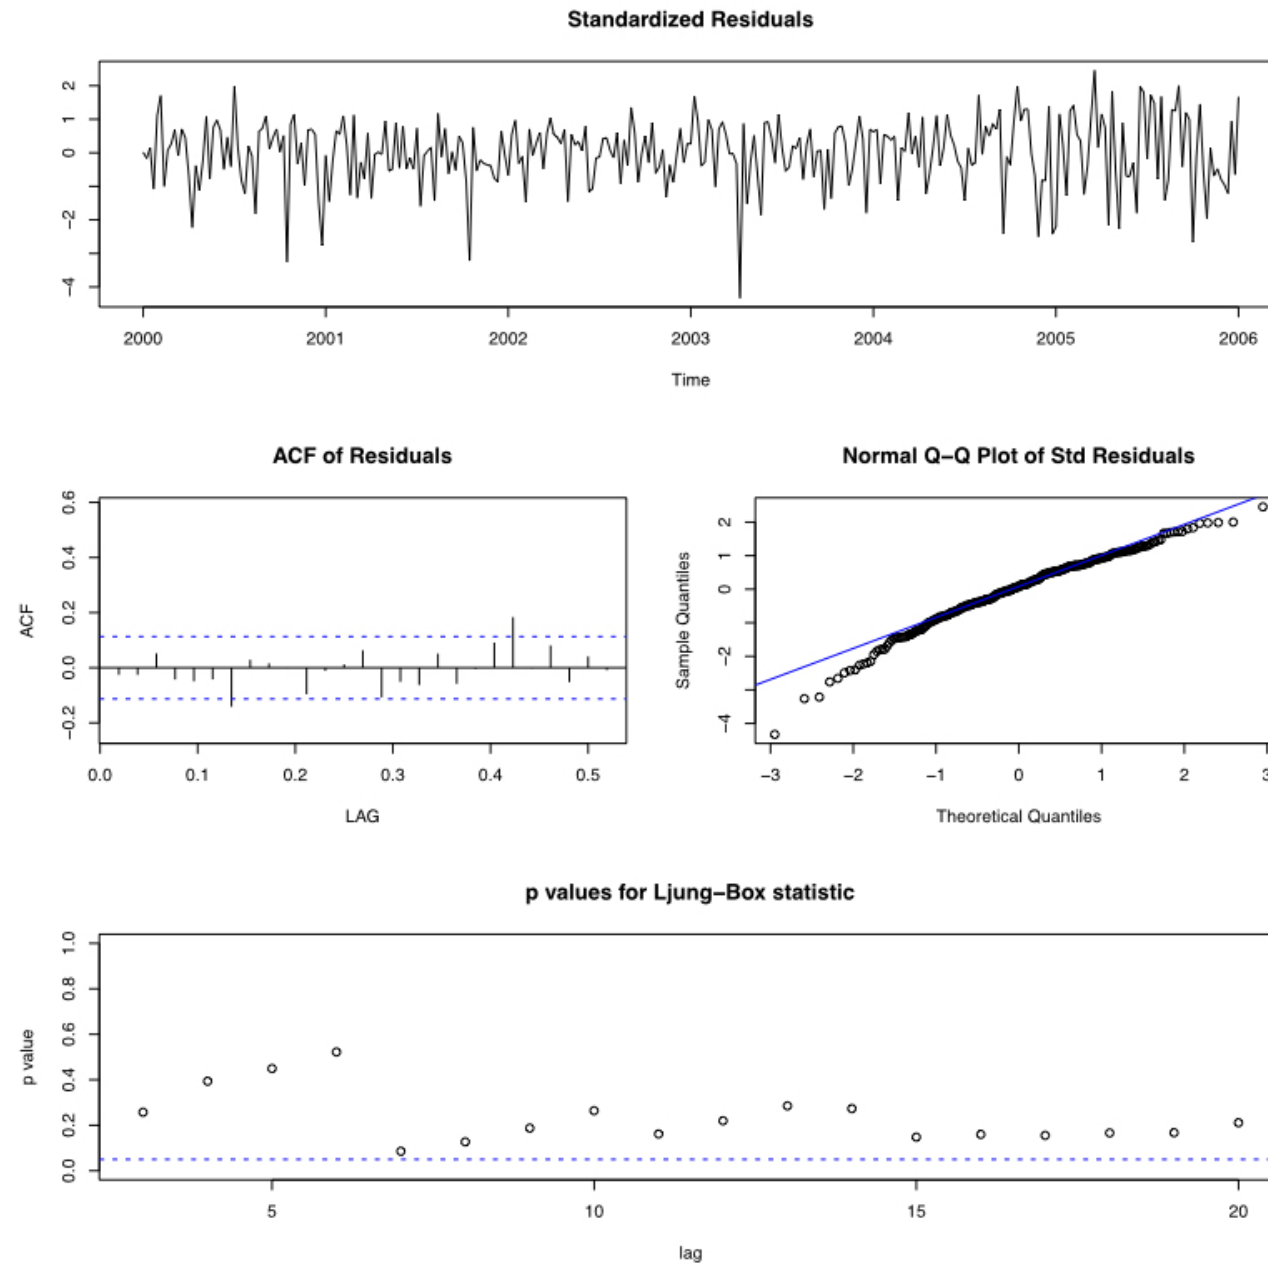 Standardized Residuals
2
1
0
−2
−4
2000 2001 2002 2003 2004 2005 2006
Time
ACF of Residuals
ACF
0.6
0.4
0.2
0.0
−0.2
0.0 0.1 0.2 0.3 0.4 0.5
LAG
Normal Q−Q Plot of Std Residuals
Sample Quantiles
2
1
0
−2
−4
−3 −2 −1 0 1 2 3
Theoretical Quantiles
p values for Ljung−Box statistic
p value
1.0
0.8
0.6
0.4
0.2
0.0
5 10 15 20
lag